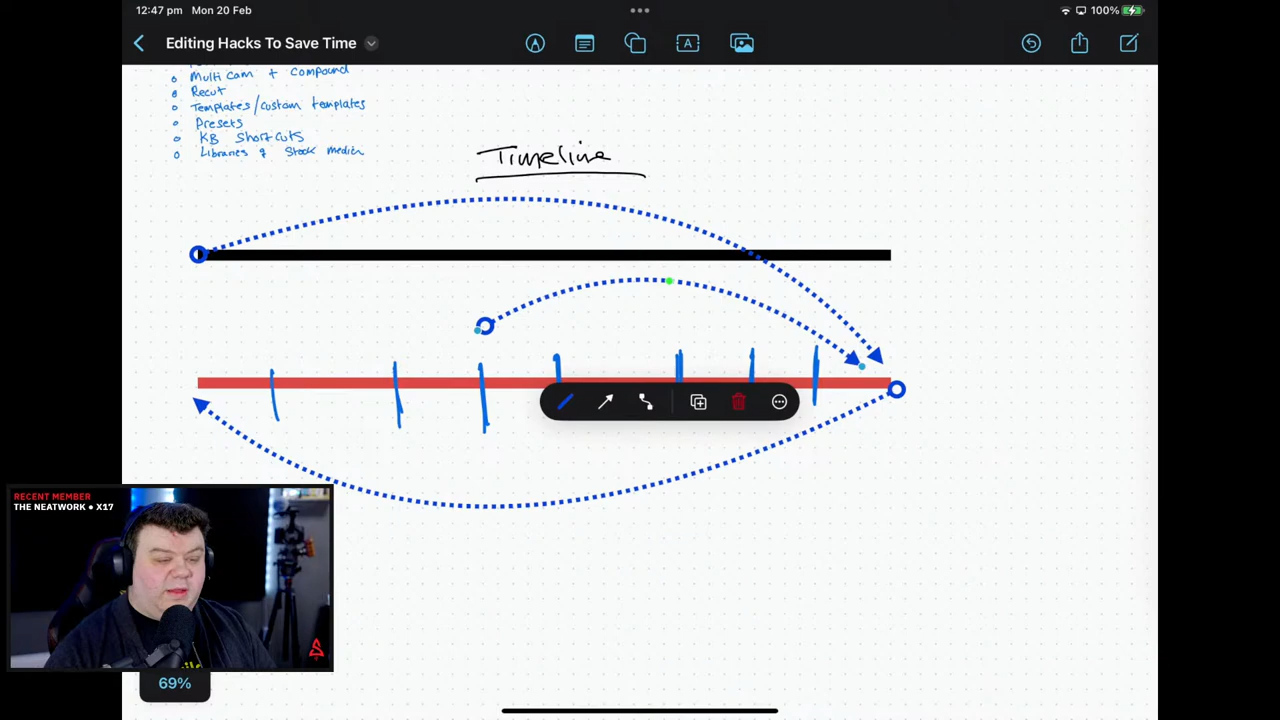 12:47 pm Mon 20 Feb
100%
Editing Hacks To Save Time
Multi Cam + Compound
Recut
Templates/custom templates
Presets
KB Shortcuts
Libraries & Stock media
Timeline
RECENT MEMBER
THE NEATWORK • X17
69%